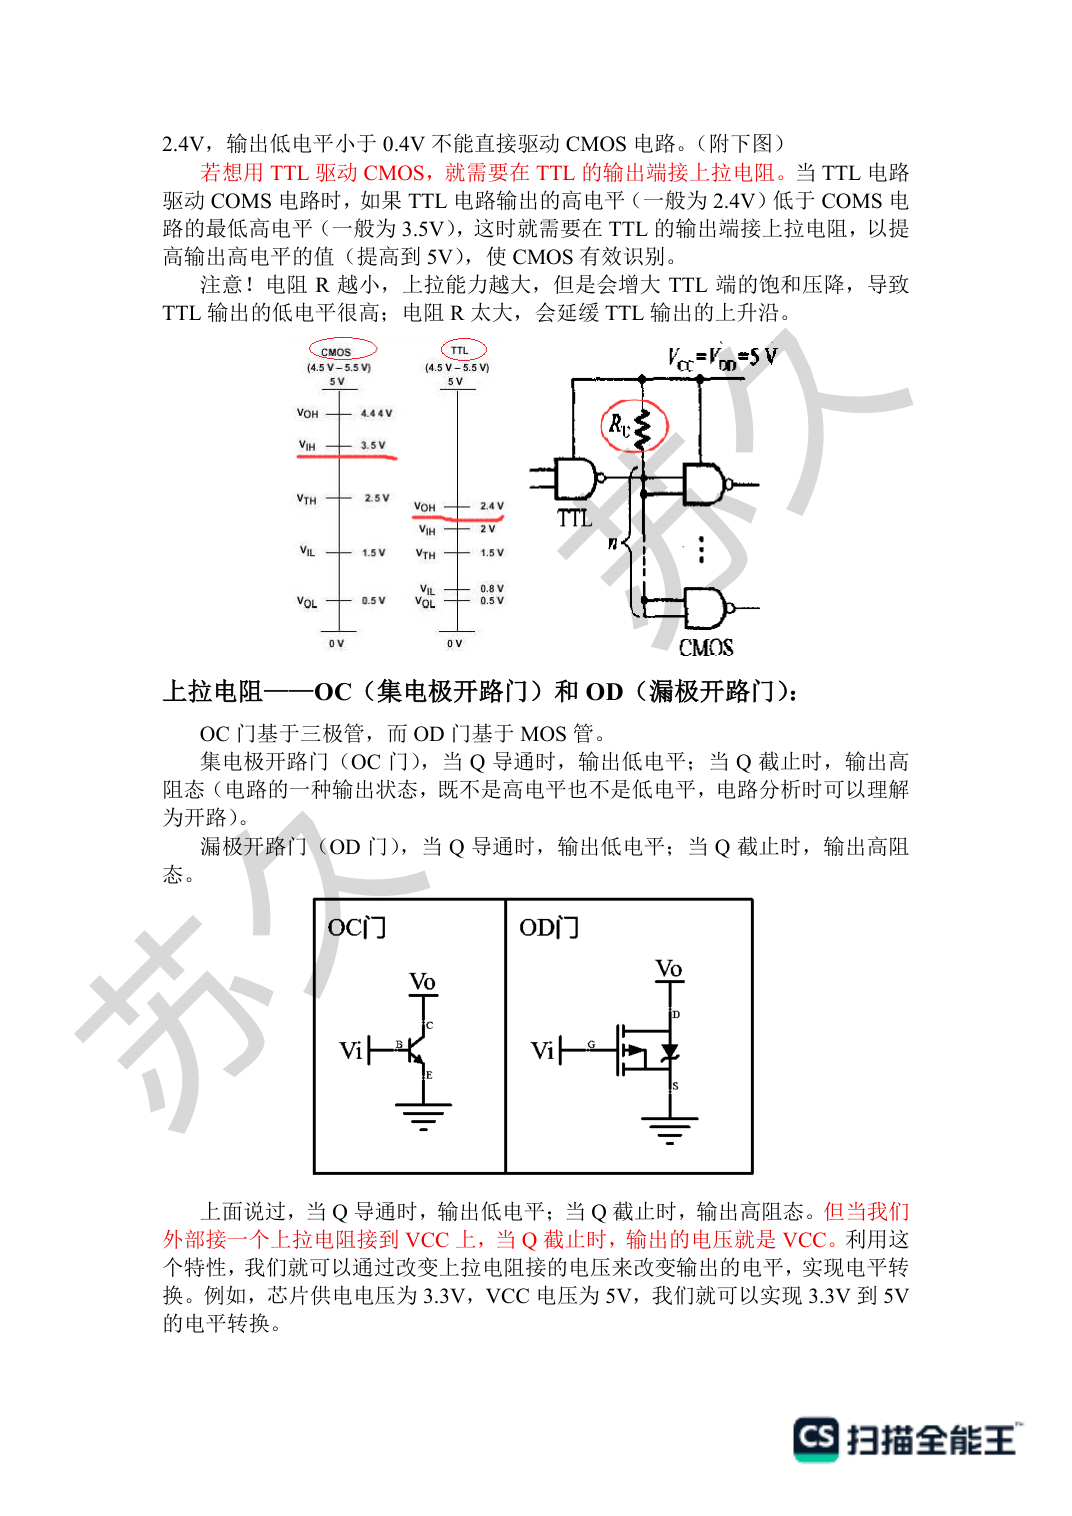 2.4V，输出低电平小于 0.4V 不能直接驱动 CMOS 电路。（附下图）
若想用 TTL 驱动 CMOS，就需要在 TTL 的输出端接上拉电阻。当 TTL 电路
驱动 COMS 电路时，如果 TTL 电路输出的高电平（一般为 2.4V）低于 COMS 电
路的最低高电平（一般为 3.5V），这时就需要在 TTL 的输出端接上拉电阻，以提
高输出高电平的值（提高到 5V），使 CMOS 有效识别。
注意！电阻 R 越小，上拉能力越大，但是会增大 TTL 端的饱和压降，导致
TTL 输出的低电平很高；电阻 R 太大，会延缓 TTL 输出的上升沿。
CMOS
(4.5 V – 5.5 V)
5 V
VOH 4.44V
VIH 3.5 V
VTH 2.5 V
VIL 1.5 V
VOL 0.5 V
0 V
TTL
(4.5 V – 5.5 V)
5 V
VOH 2.4 V
VIH 2 V
VTH 1.5 V
VIL 0.8 V
VOL 0.5 V
0 V
VCC=VDD=5 V
RU
TTL
n
CMOS
上拉电阻——OC（集电极开路门）和 OD（漏极开路门）：
OC 门基于三极管，而 OD 门基于 MOS 管。
集电极开路门（OC 门），当 Q 导通时，输出低电平；当 Q 截止时，输出高
阻态（电路的一种输出状态，既不是高电平也不是低电平，电路分析时可以理解
为开路）。
漏极开路门（OD 门），当 Q 导通时，输出低电平；当 Q 截止时，输出高阻
态。
OC门
Vo
C
Vi
B
E
OD门
Vo
D
Vi
G
S
上面说过，当 Q 导通时，输出低电平；当 Q 截止时，输出高阻态。但当我们
外部接一个上拉电阻接到 VCC 上，当 Q 截止时，输出的电压就是 VCC。利用这
个特性，我们就可以通过改变上拉电阻接的电压来改变输出的电平，实现电平转
换。例如，芯片供电电压为 3.3V，VCC 电压为 5V，我们就可以实现 3.3V 到 5V
的电平转换。
苏久
苏久
CS 扫描全能王™